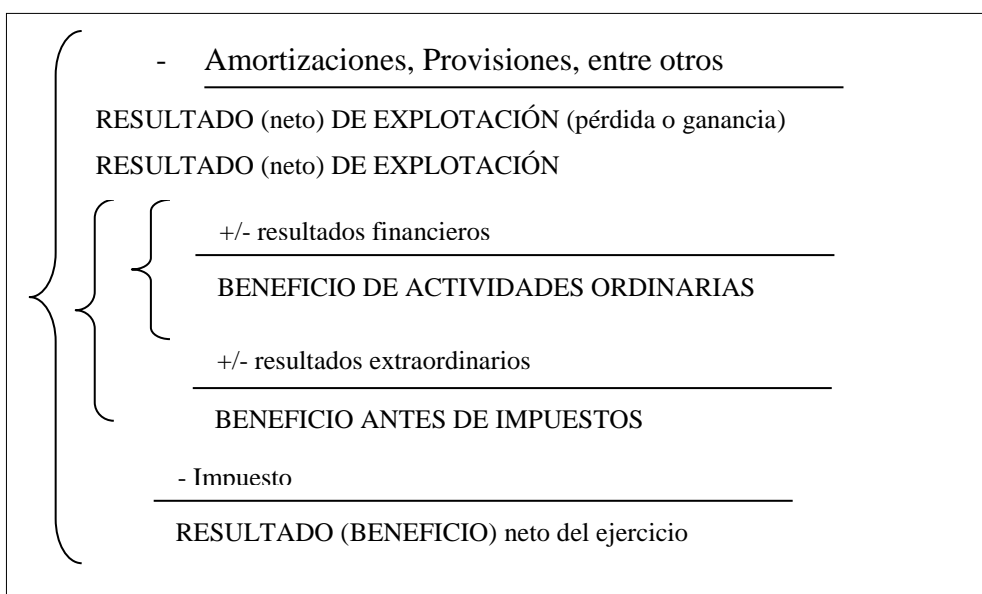 - Amortizaciones, Provisiones, entre otros
RESULTADO (neto) DE EXPLOTACIÓN (pérdida o ganancia)
RESULTADO (neto) DE EXPLOTACIÓN
+/- resultados financieros
BENEFICIO DE ACTIVIDADES ORDINARIAS
+/- resultados extraordinarios
BENEFICIO ANTES DE IMPUESTOS
- Impuesto
RESULTADO (BENEFICIO) neto del ejercicio